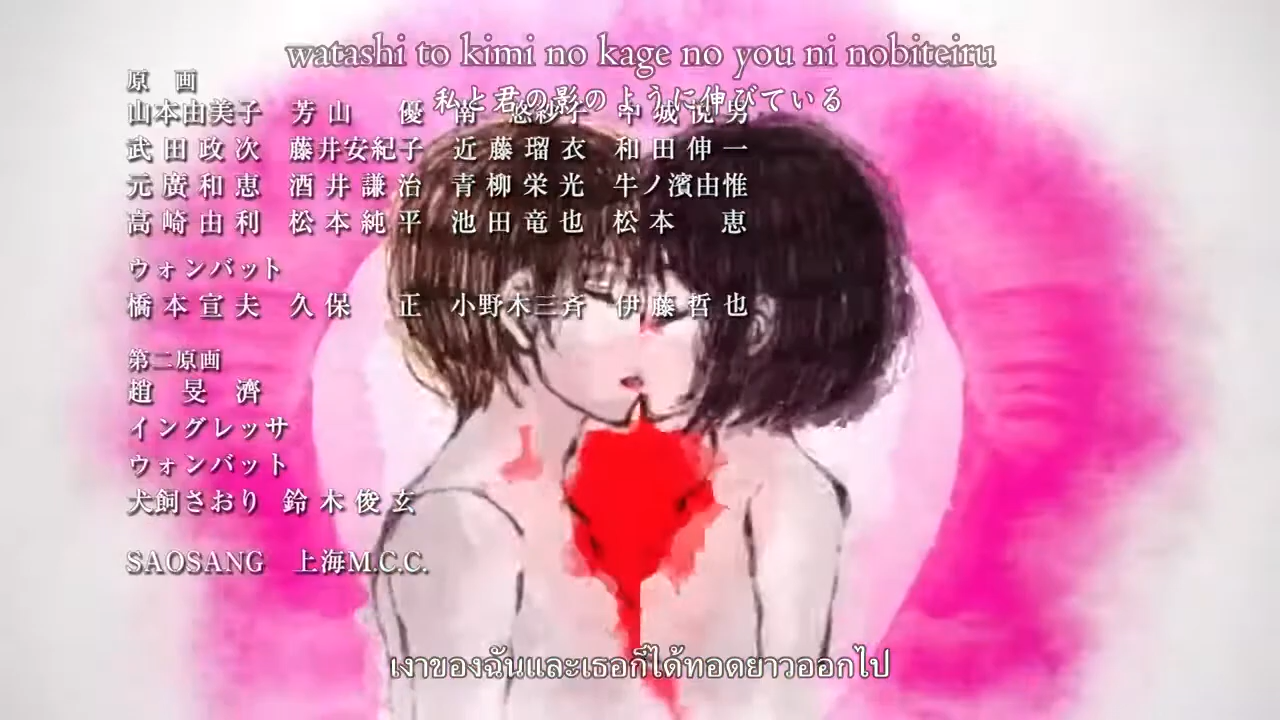 watashi to kimi no kage no you ni nobiteiru
私と君の影のように伸びている
原 画
山本由美子 芳山 優 南 悠紗子 中城悦男
武田政次 藤井安紀子 近藤瑠衣 和田伸一
元廣和恵 酒井謙治 青柳栄光 牛ノ濱由惟
高崎由利 松本純平 池田竜也 松本 恵
ウォンバット
橋本宣夫 久保 正 小野木三斉 伊藤哲也
第二原画
趙 旻 濟
イングレッサ
ウォンバット
犬飼さおり 鈴木俊玄
SAOSANG 上海M.C.C.
เงาของฉันและเธอก็ได้ทอดยาวออกไป